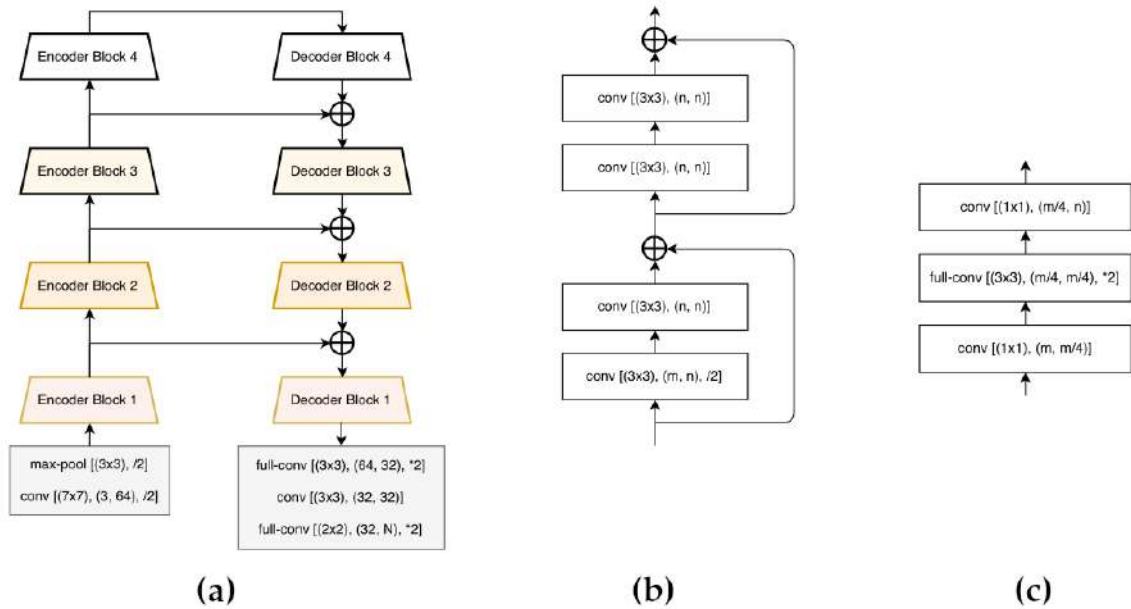 Encoder Block 4
Decoder Block 4
Encoder Block 3
Decoder Block 3
Encoder Block 2
Decoder Block 2
Encoder Block 1
Decoder Block 1
max-pool [(3x3), /2]
conv [(7x7), (3, 64), /2]
full-conv [(3x3), (64, 32), *2]
conv [(3x3), (32, 32)]
full-conv [(2x2), (32, N), *2]
(a)
conv [(3x3), (n, n)]
conv [(3x3), (n, n)]
conv [(3x3), (n, n)]
conv [(3x3), (m, n), /2]
(b)
conv [(1x1), (m/4, n)]
full-conv [(3x3), (m/4, m/4), *2]
conv [(1x1), (m, m/4)]
(c)